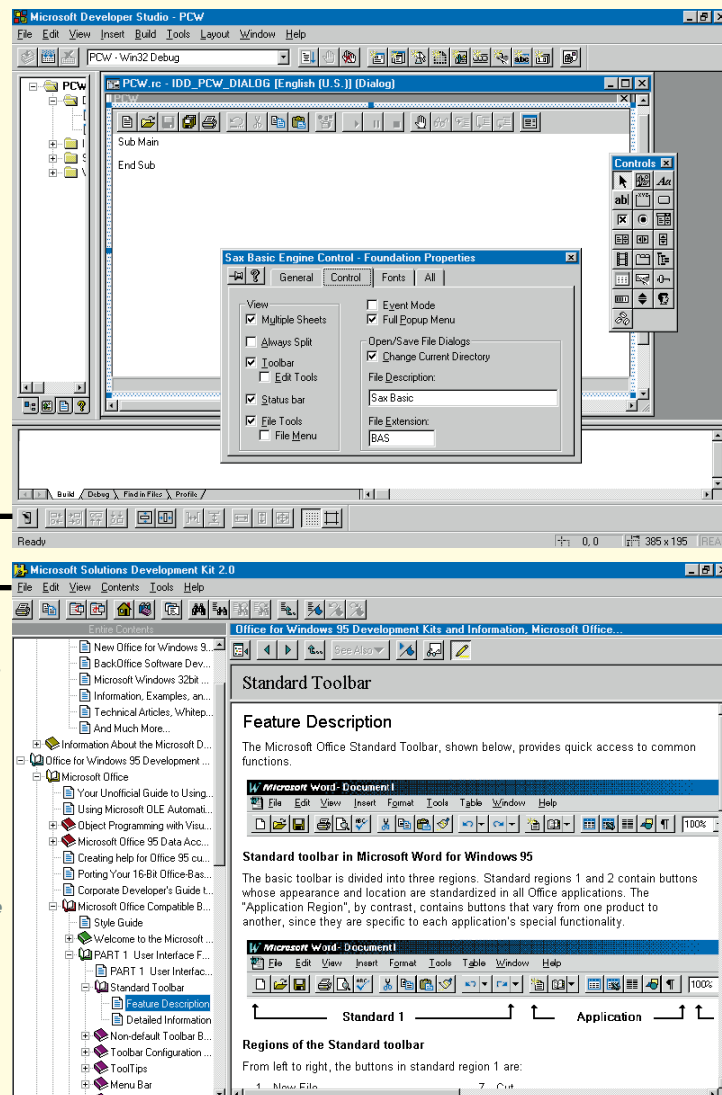 Microsoft Developer Studio - PCW
File Edit View Insert Build Tools Layout Window Help
PCW - Win32 Debug
PCW
PCW.rc - IDD_PCW_DIALOG [English (U.S.)] (Dialog)
PCW
Sub Main
End Sub
Controls
Aa
ab|
Sax Basic Engine Control - Foundation Properties
General Control Fonts All
View
Multiple Sheets
Always Split
Toolbar
Edit Tools
Status bar
File Tools
File Menu
Event Mode
Full Popup Menu
Open/Save File Dialogs
Change Current Directory
File Description:
Sax Basic
File Extension:
BAS
Build Debug Find in Files Profile
Ready
0, 0 385 x 195 REA
Microsoft Solutions Development Kit 2.0
File Edit View Contents Tools Help
Entire Contents
New Office for Windows 9...
BackOffice Software Dev...
Microsoft Windows 32bit ...
Information, Examples, an...
Technical Articles, Whitep...
And Much More...
Information About the Microsoft D...
Office for Windows 95 Development ...
Microsoft Office
Your Unofficial Guide to Using...
Using Microsoft OLE Automati...
Object Programming with Visu...
Microsoft Office 95 Data Acc...
Creating help for Office 95 cu...
Porting Your 16-Bit Office-Bas...
Corporate Developer's Guide t...
Microsoft Office Compatible B...
Style Guide
Welcome to the Microsoft ...
PART 1 User Interface F...
PART 1 User Interfac...
Standard Toolbar
Feature Description
Detailed Information
Non-default Toolbar B...
Toolbar Configuration ...
ToolTips
Menu Bar
Office for Windows 95 Development Kits and Information, Microsoft Office...
See Also
Standard Toolbar
Feature Description
The Microsoft Office Standard Toolbar, shown below, provides quick access to common
functions.
Microsoft Word - Document1
File Edit View Insert Format Tools Table Window Help
100%
Standard toolbar in Microsoft Word for Windows 95
The basic toolbar is divided into three regions. Standard regions 1 and 2 contain buttons
whose appearance and location are standardized in all Office applications. The
"Application Region", by contrast, contains buttons that vary from one product to
another, since they are specific to each application's special functionality.
Microsoft Word - Document1
File Edit View Insert Format Tools Table Window Help
100%
Standard 1 Application
Regions of the Standard toolbar
From left to right, the buttons in standard region 1 are:
1 New File 7 Cut